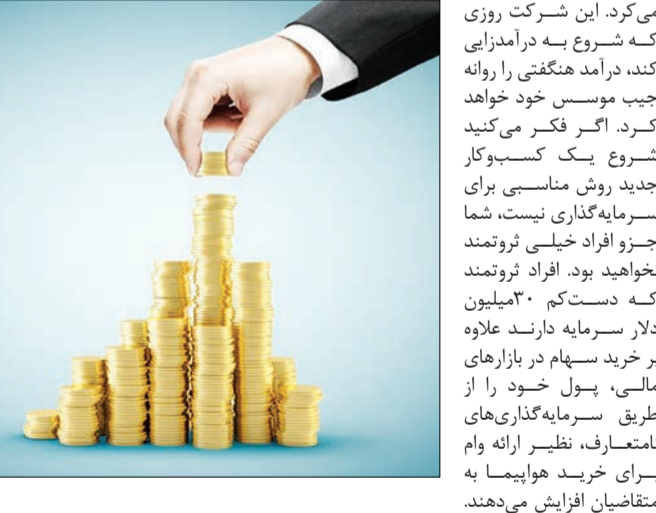 می‌کرد. این شرکت روزی
که شروع به درآمدزایی
کند، درآمد هنگفتی را روانه
جیب موسس خود خواهد
کرد. اگر فکر می‌کنید
شروع یک کسب‌وکار
جدید روش مناسبی برای
سرمایه‌گذاری نیست، شما
جزو افراد خیلی ثروتمند
نخواهید بود. افراد ثروتمند
که دست‌کم ۳۰میلیون
دلار سرمایه دارند علاوه
بر خرید سهام در بازارهای
مالی، پول خود را از
طریق سرمایه‌گذاری‌های
نامتعارف، نظیر ارائه وام
برای خرید هواپیما به
متقاضیان افزایش می‌دهند.